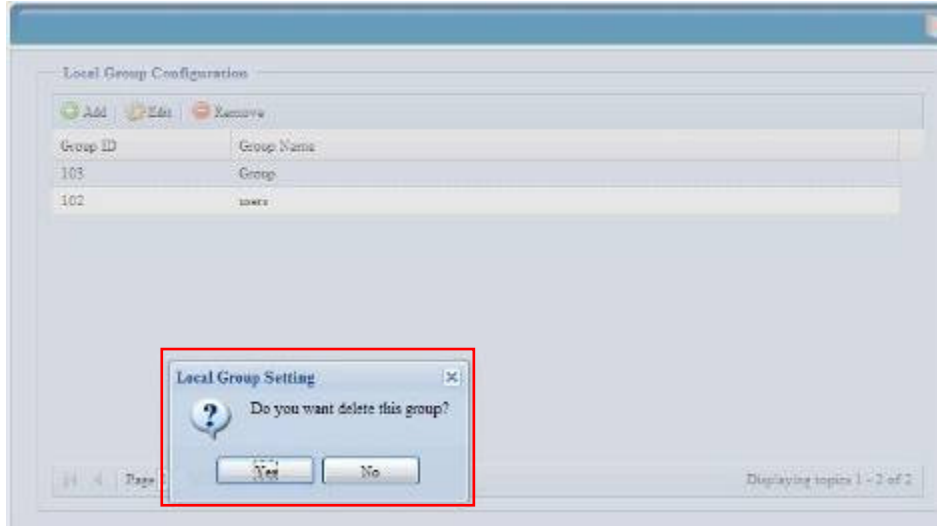 Local Group Configuration
Add Edit Remove
Group ID Group Name
103 Group
102 users
Local Group Setting
Do you want delete this group?
Yes No
Page
Displaying topics 1 - 2 of 2